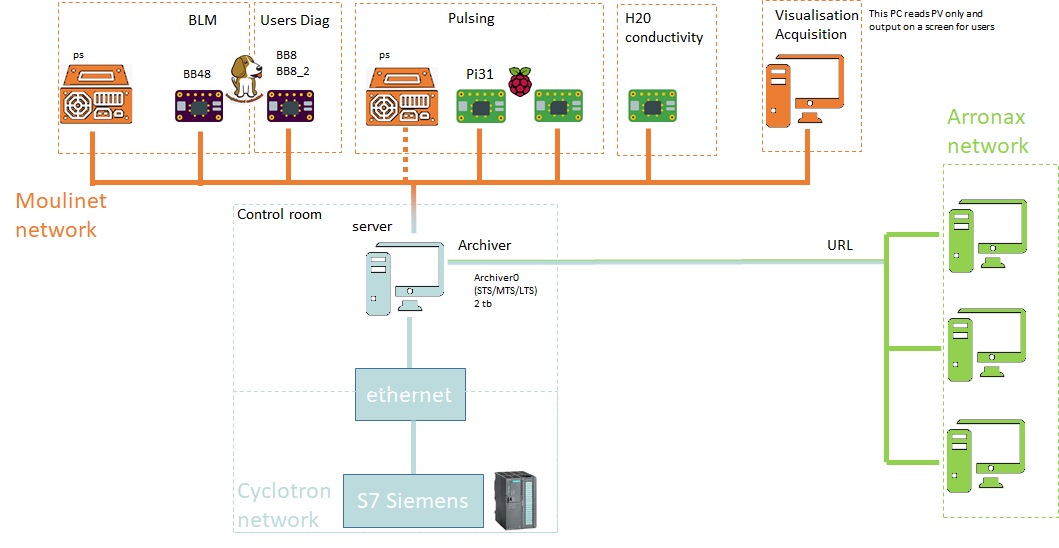 BLM
Users Diag
Pulsing
H20
conductivity
Visualisation
Acquisition
This PC reads PV only and
output on a screen for users
ps
BB48
BB8
BB8_2
ps
Pi31
Arronax
network
Moulinet
network
Control room
server
Archiver
URL
Archiver0
(STS/MTS/LTS)
2 tb
ethernet
Cyclotron
network
S7 Siemens